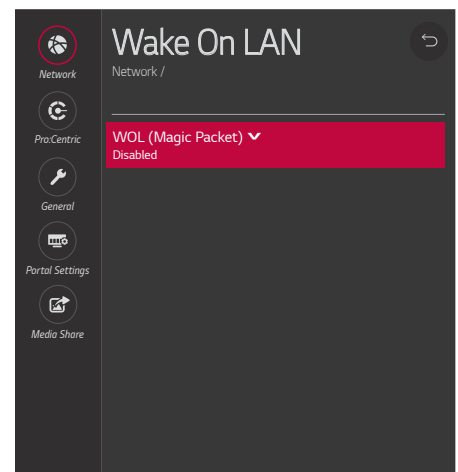 Wake On LAN
Network /
WOL (Magic Packet)
Disabled
Network
Pro:Centric
General
Portal Settings
Media Share